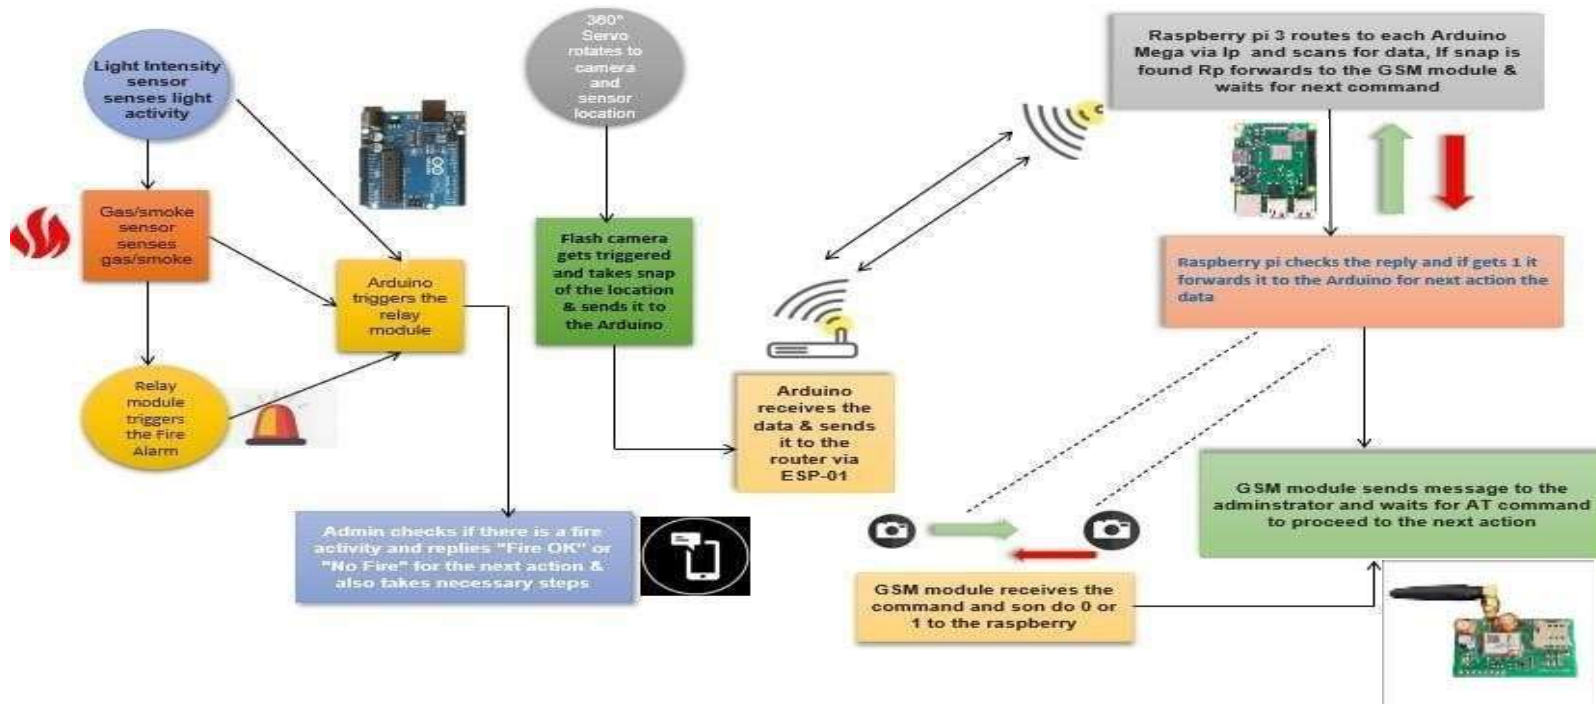 Light Intensity
sensor
senses light
activity
Gas/smoke
sensor
senses
gas/smoke
Relay
module
triggers
the Fire
Alarm
Arduino
triggers the
relay
module
Admin checks if there is a fire
activity and replies "Fire OK" or
"No Fire" for the next action &
also takes necessary steps
360°
Servo
rotates to
camera
and
sensor
location
Flash camera
gets triggered
and takes snap
of the location
& sends it to
the Arduino
Arduino
receives the
data & sends
it to the
router via
ESP-01
Raspberry pi 3 routes to each Arduino
Mega via Ip and scans for data, If snap is
found Rp forwards to the GSM module &
waits for next command
Raspberry pi checks the reply and if gets 1 it
forwards it to the Arduino for next action the
data
GSM module sends message to the
adminstrator and waits for AT command
to proceed to the next action
GSM module receives the
command and son do 0 or
1 to the raspberry